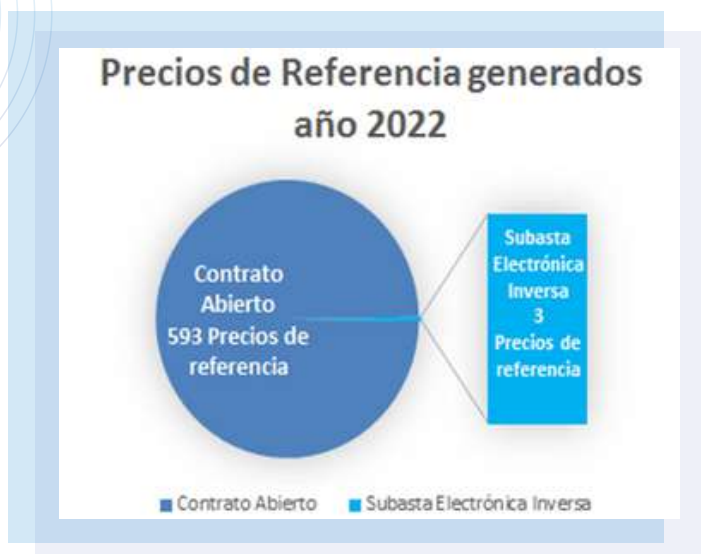 Precios de Referencia generados
año 2022
Contrato
Abierto
593 Precios de
referencia
Subasta
Electrónica
Inversa
3
Precios de
referencia
Contrato Abierto
Subasta Electrónica Inversa